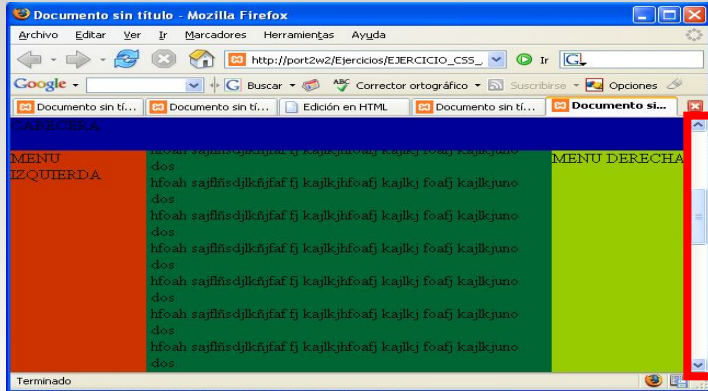 Documento sin título - Mozilla Firefox
Archivo Editar Ver Ir Marcadores Herramientas Ayuda
http://port2w2/Ejercicios/EJERCICIO_CSS_ Ir G
Google Buscar ABC Corrector ortográfico Suscribirse Opciones
Documento sin tí... Documento sin tí... Edición en HTML Documento sin tí... Documento si...
CABECERA
MENU IZQUIERDA
hfoah sajflñsdjlkñjfaf fj kajlkjhfoafj kajlkj foafj kajlkjuno
dos
hfoah sajflñsdjlkñjfaf fj kajlkjhfoafj kajlkj foafj kajlkjuno
dos
hfoah sajflñsdjlkñjfaf fj kajlkjhfoafj kajlkj foafj kajlkjuno
dos
hfoah sajflñsdjlkñjfaf fj kajlkjhfoafj kajlkj foafj kajlkjuno
dos
hfoah sajflñsdjlkñjfaf fj kajlkjhfoafj kajlkj foafj kajlkjuno
dos
hfoah sajflñsdjlkñjfaf fj kajlkjhfoafj kajlkj foafj kajlkjuno
dos
hfoah sajflñsdjlkñjfaf fj kajlkjhfoafj kajlkj foafj kajlkjuno
dos
MENU DERECHA
Terminado